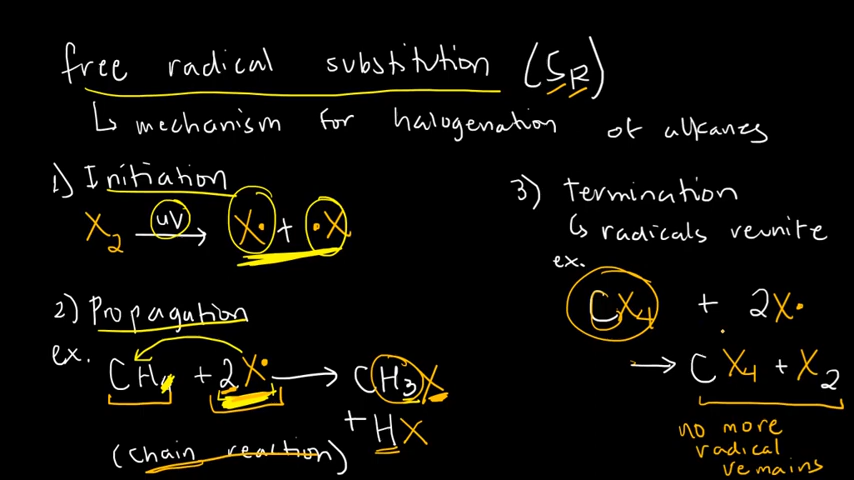 free radical substitution (SR)
↳ mechanism for halogenation of alkanes
1) Initiation
X₂ —uv→ X• + •X
2) Propagation
ex.
CH₄ + 2X• → CH₃X
+ HX
(chain reaction)
3) termination
↳ radicals reunite
ex.
CX₄ + 2X•
→ CX₄ + X₂
no more
radical
remains